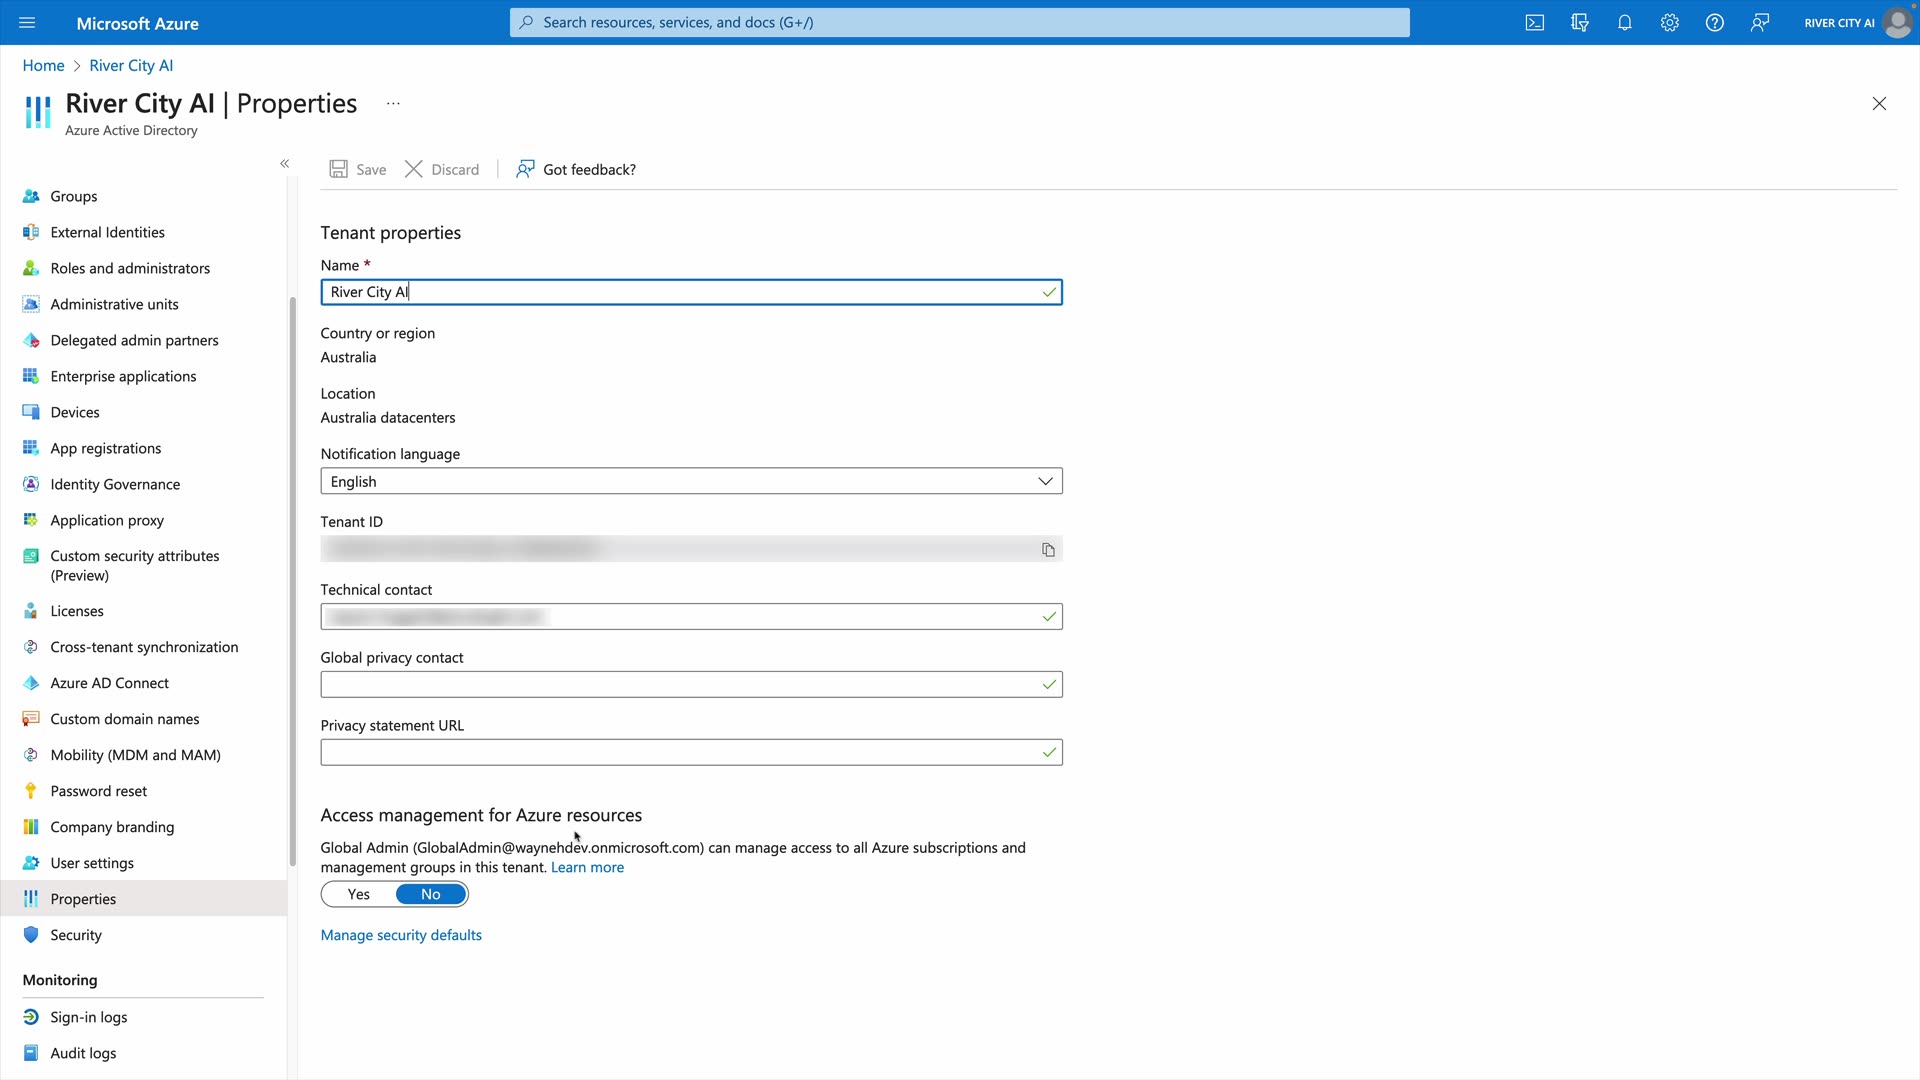 Microsoft Azure
Search resources, services, and docs (G+/)
RIVER CITY AI
Home > River City AI
River City AI | Properties ...
Azure Active Directory
Save
Discard
Got feedback?
Groups
External Identities
Roles and administrators
Administrative units
Delegated admin partners
Enterprise applications
Devices
App registrations
Identity Governance
Application proxy
Custom security attributes
(Preview)
Licenses
Cross-tenant synchronization
Azure AD Connect
Custom domain names
Mobility (MDM and MAM)
Password reset
Company branding
User settings
Properties
Security
Monitoring
Sign-in logs
Audit logs
Tenant properties
Name *
River City AI
Country or region
Australia
Location
Australia datacenters
Notification language
English
Tenant ID
Technical contact
Global privacy contact
Privacy statement URL
Access management for Azure resources
Global Admin (GlobalAdmin@waynehdev.onmicrosoft.com) can manage access to all Azure subscriptions and
management groups in this tenant. Learn more
Yes No
Manage security defaults